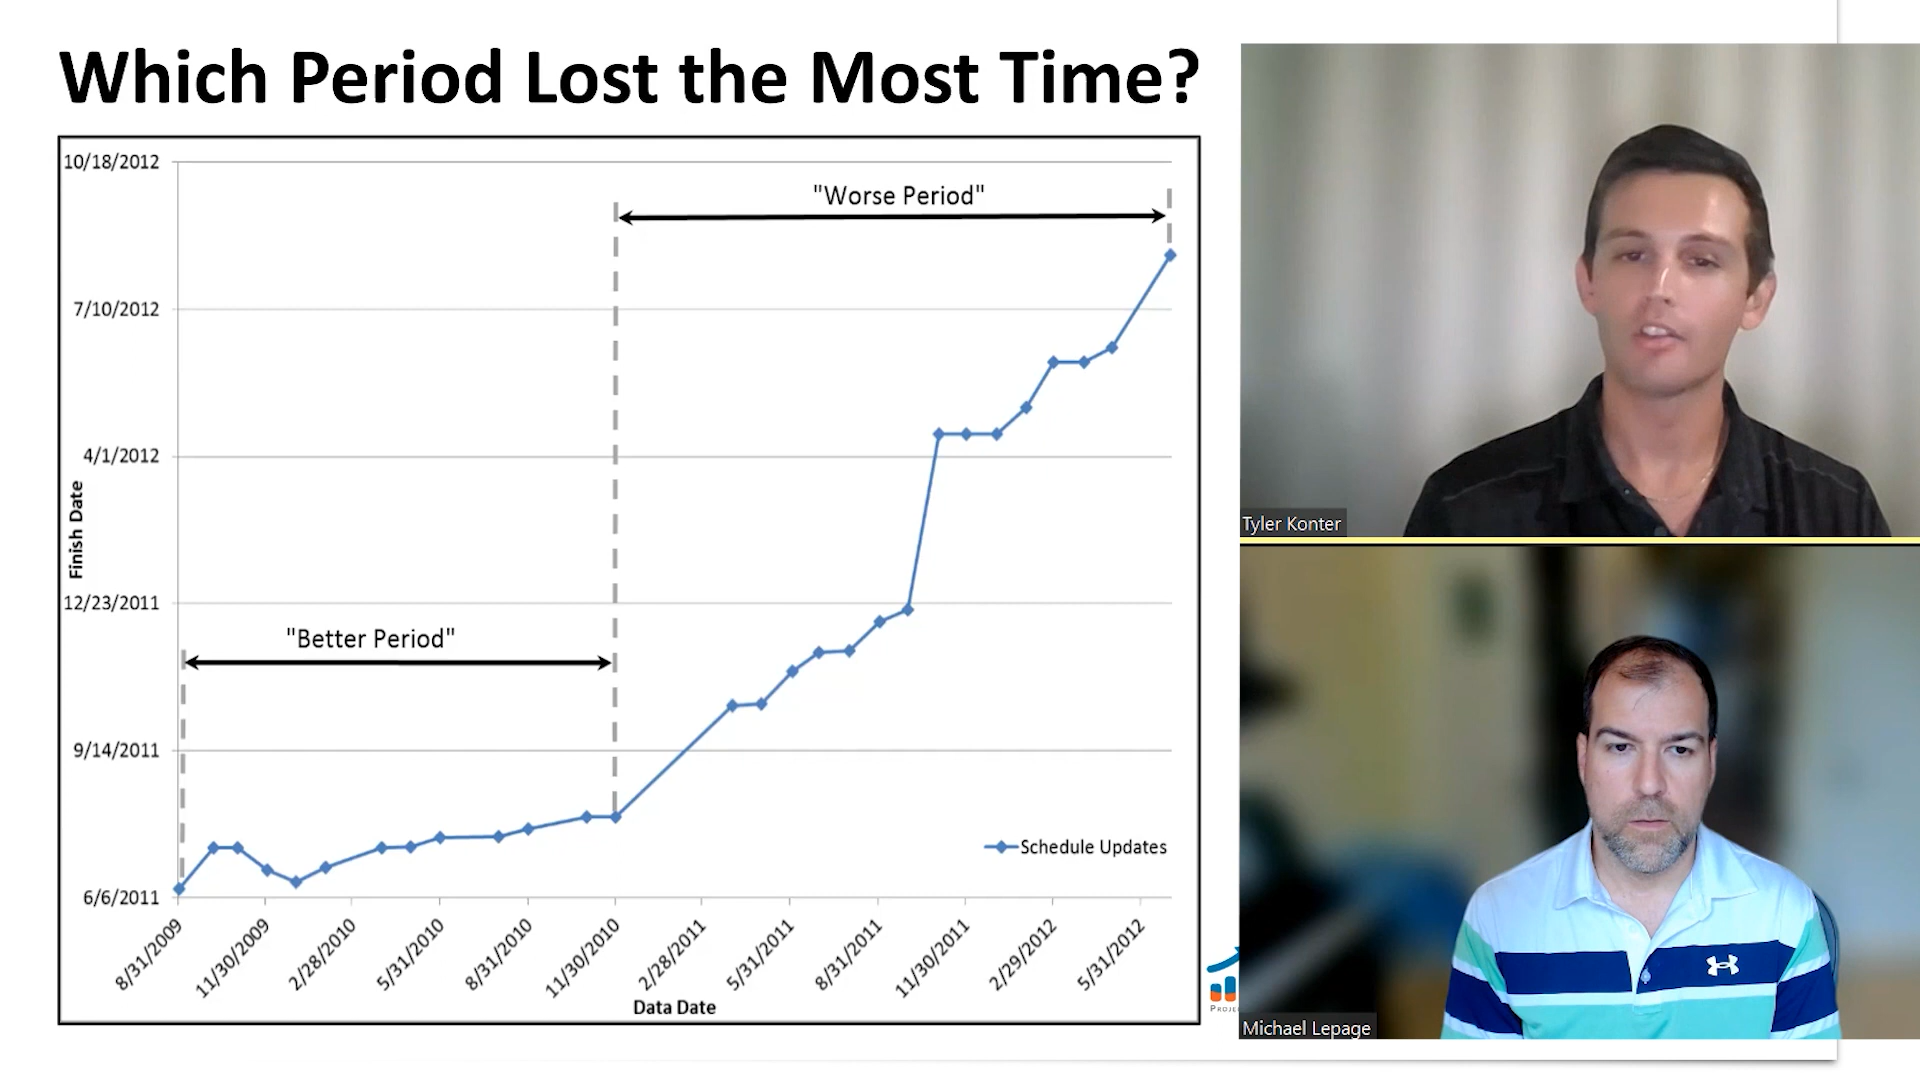 Which Period Lost the Most Time?
10/18/2012
7/10/2012
4/1/2012
12/23/2011
9/14/2011
6/6/2011
Finish Date
"Worse Period"
"Better Period"
Schedule Updates
8/31/2009
11/30/2009
2/28/2010
5/31/2010
8/31/2010
11/30/2010
2/28/2011
5/31/2011
8/31/2011
11/30/2011
2/29/2012
5/31/2012
Data Date
Tyler Konter
Michael Lepage